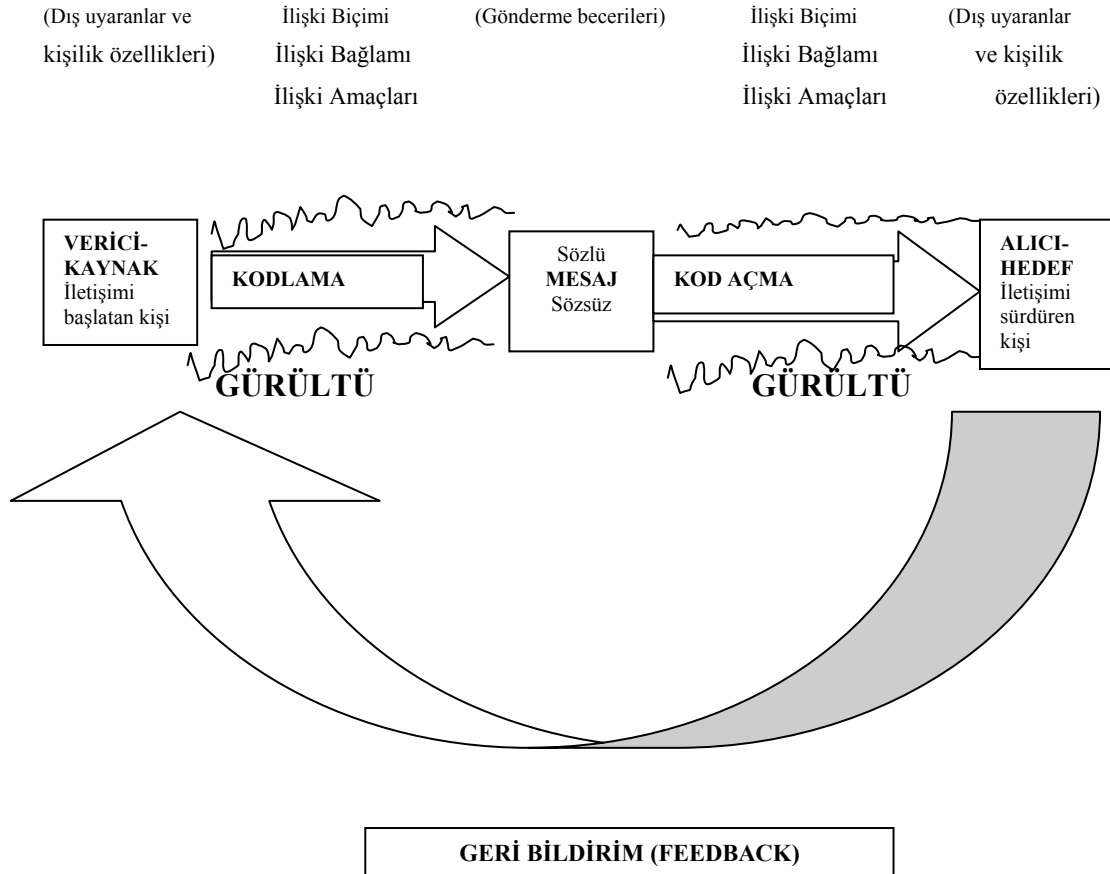 (Dış uyaranlar ve İlişki Biçimi (Gönderme becerileri) İlişki Biçimi (Dış uyaranlar
kişilik özellikleri) İlişki Bağlamı İlişki Bağlamı ve kişilik
İlişki Amaçları İlişki Amaçları özellikleri)
VERİCİ-
KAYNAK
İletişimi
başlatan kişi
KODLAMA
Sözlü
MESAJ
Sözsüz
KOD AÇMA
ALICI-
HEDEF
İletişimi
sürdüren
kişi
GÜRÜLTÜ GÜRÜLTÜ
GERİ BİLDİRİM (FEEDBACK)